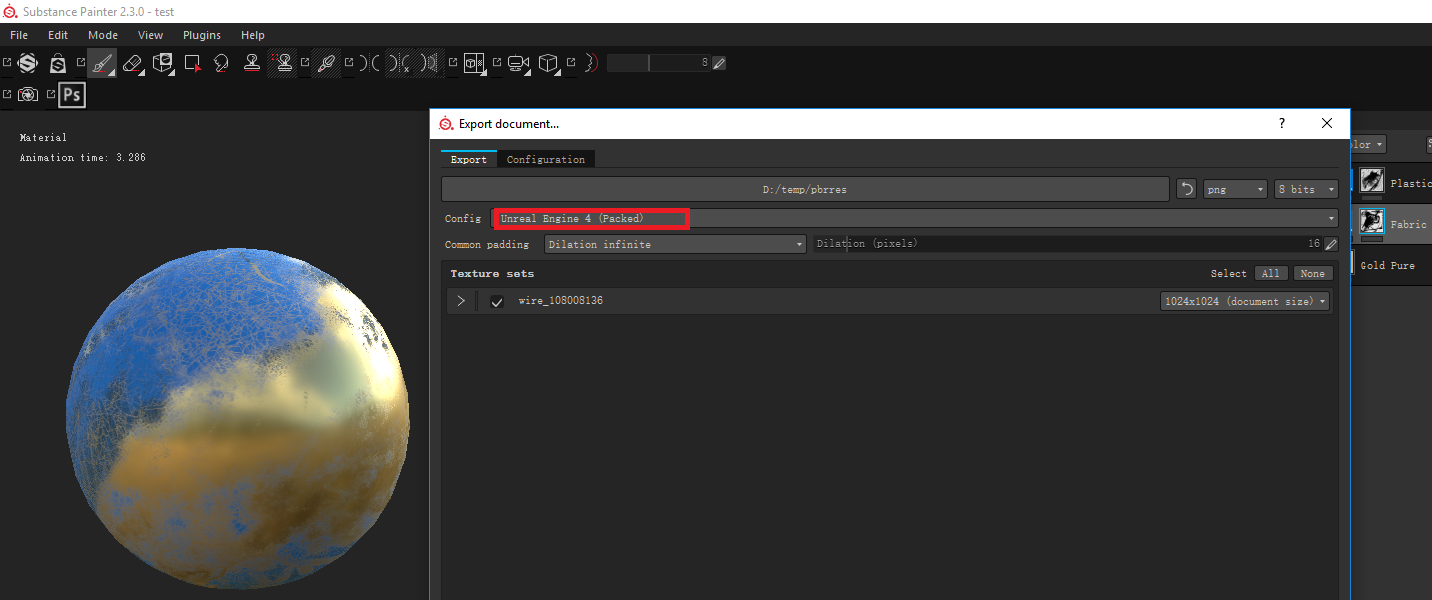 Substance Painter 2.3.0 - test
File Edit Mode View Plugins Help
8
Ps
Material
Animation time: 3.286
Export document...
?
Export Configuration
D:/temp/pbrres
png
8 bits
Config Unreal Engine 4 (Packed)
Common padding Dilation infinite Dilation (pixels) 16
Texture sets Select All None
wire_108008136 1024x1024 (document size)
lor
Plastic
Fabric
Gold Pure